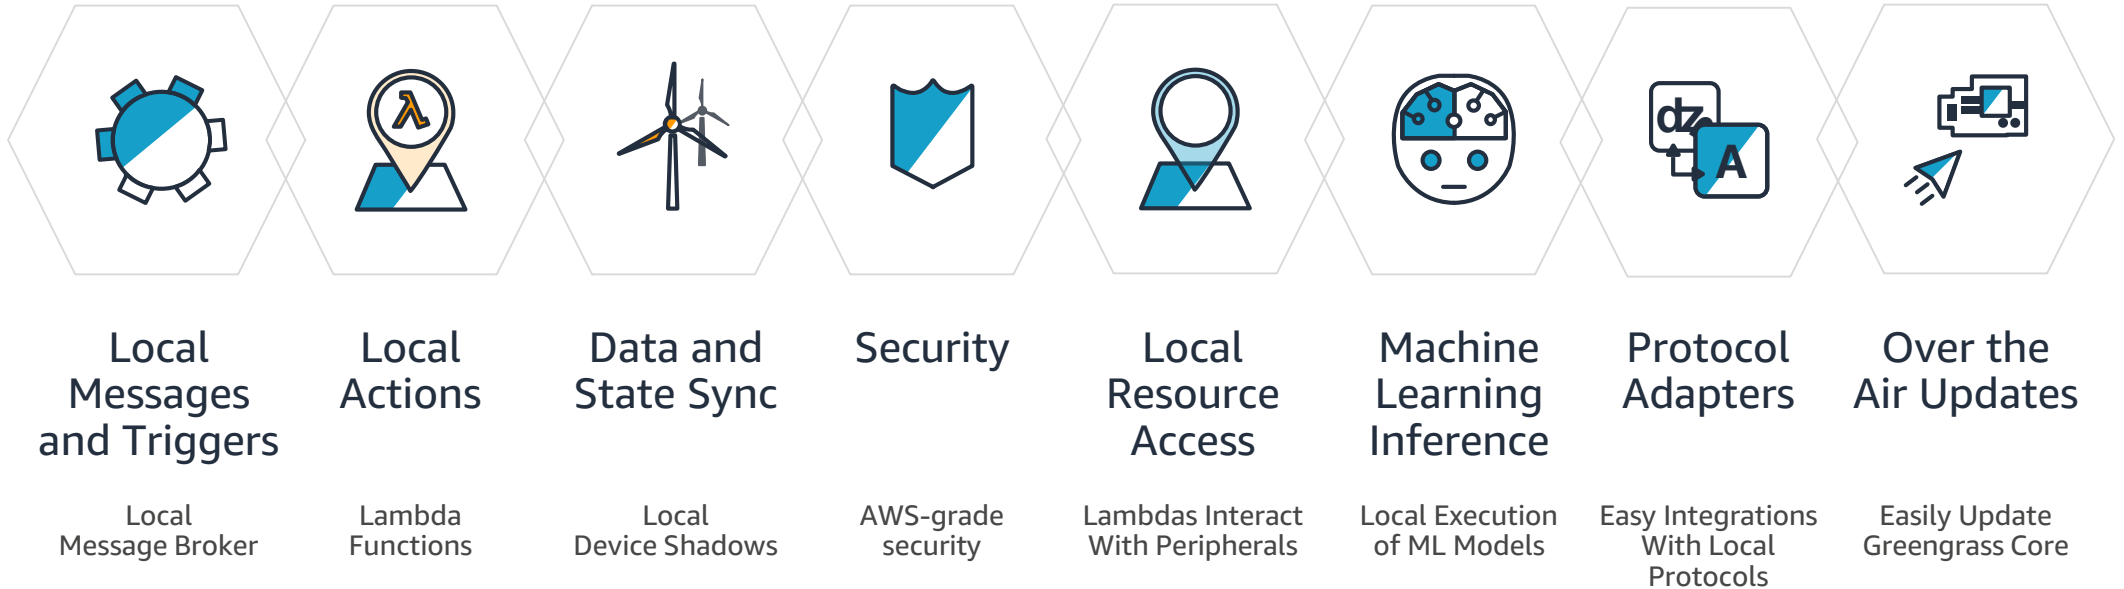 λ
ǳ
A
Local
Messages
and Triggers
Local
Message Broker
Local
Actions
Lambda
Functions
Data and
State Sync
Local
Device Shadows
Security
AWS-grade
security
Local
Resource
Access
Lambdas Interact
With Peripherals
Machine
Learning
Inference
Local Execution
of ML Models
Protocol
Adapters
Easy Integrations
With Local
Protocols
Over the
Air Updates
Easily Update
Greengrass Core